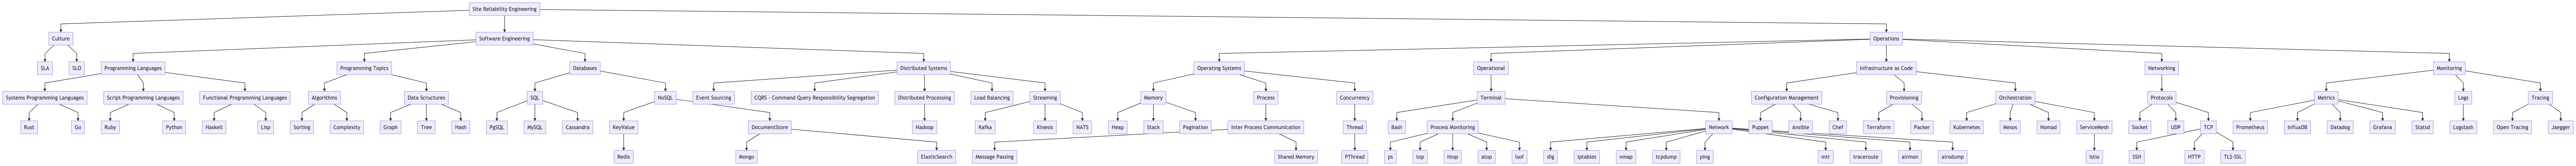 Site Reliability Engineering
Culture
Software Engineering
Operations
SLA
SLO
Programming Languages
Programming Topics
Databases
Distributed Systems
Operating Systems
Operational
Infrastructure as Code
Networking
Monitoring
Systems Programming Languages
Script Programming Languages
Functional Programming Languages
Algorithms
Data Scructures
SQL
NoSQL
Event Sourcing
CQRS - Command Query Responsibility Segregation
Distributed Processing
Load Balancing
Streaming
Memory
Process
Concurrency
Terminal
Configuration Management
Provisioning
Orchestration
Protocols
Metrics
Logs
Tracing
Rust
Go
Ruby
Python
Haskell
Lisp
Sorting
Complexity
Graph
Tree
Hash
PgSQL
MySQL
Cassandra
KeyValue
DocumentStore
Hadoop
Kafka
Kinesis
NATS
Heap
Stack
Pagination
Inter Process Communication
Thread
Bash
Process Monitoring
Network
Puppet
Ansible
Chef
Terraform
Packer
Kubernetes
Mesos
Nomad
ServiceMesh
Socket
UDP
TCP
Prometheus
InfluxDB
Datadog
Grafana
Statsd
Logstash
Open Tracing
Jaeger
Redis
Mongo
ElasticSearch
Message Passing
Shared Memory
PThread
ps
top
htop
atop
lsof
dig
iptables
nmap
tcpdump
ping
mtr
traceroute
airmon
airodump
Istio
SSH
HTTP
TLS-SSL